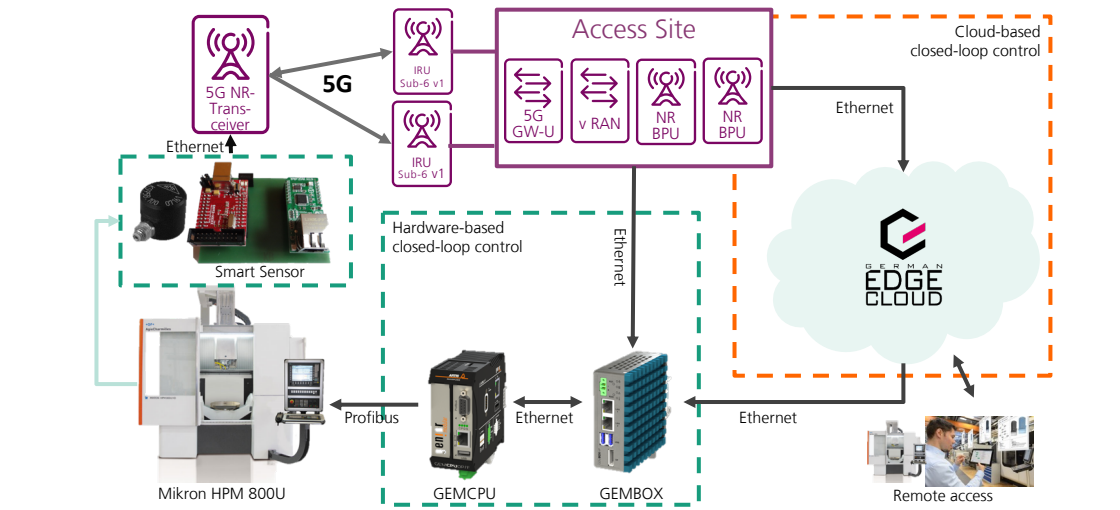 Access Site
5G
GW-U
v RAN
NR
BPU
NR
BPU
5G NR-
Trans-
ceiver
5G
IRU
Sub-6 v1
IRU
Sub-6 v1
Cloud-based
closed-loop control
Ethernet
Ethernet
Smart Sensor
Hardware-based
closed-loop control
Ethernet
GERMAN
EDGE
CLOUD
Profibus
Ethernet
Ethernet
Mikron HPM 800U
GEMCPU
GEMBOX
Remote access